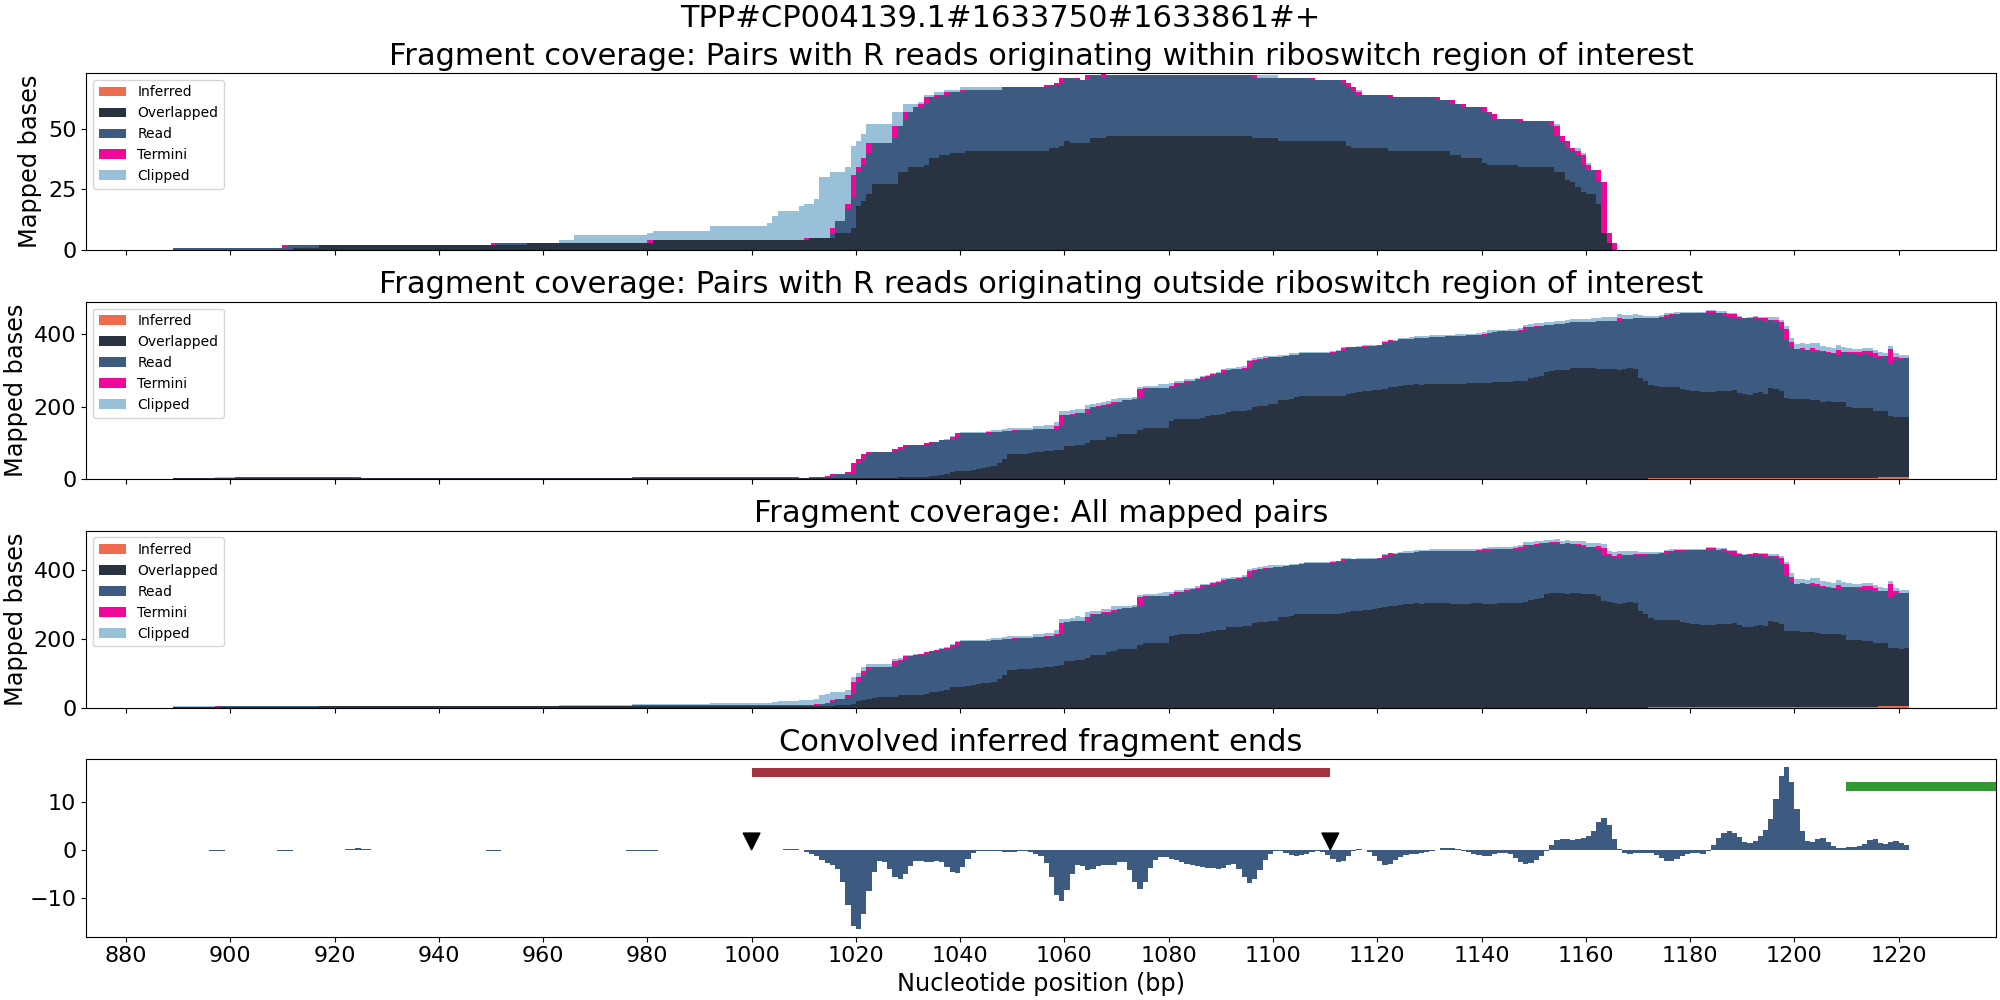 TPP#CP004139.1#1633750#1633861#+
Fragment coverage: Pairs with R reads originating within riboswitch region of interest
Mapped bases
50
25
0
Inferred
Overlapped
Read
Termini
Clipped
Fragment coverage: Pairs with R reads originating outside riboswitch region of interest
Mapped bases
400
200
0
Inferred
Overlapped
Read
Termini
Clipped
Fragment coverage: All mapped pairs
Mapped bases
400
200
0
Inferred
Overlapped
Read
Termini
Clipped
Convolved inferred fragment ends
10
0
−10
880 900 920 940 960 980 1000 1020 1040 1060 1080 1100 1120 1140 1160 1180 1200 1220
Nucleotide position (bp)